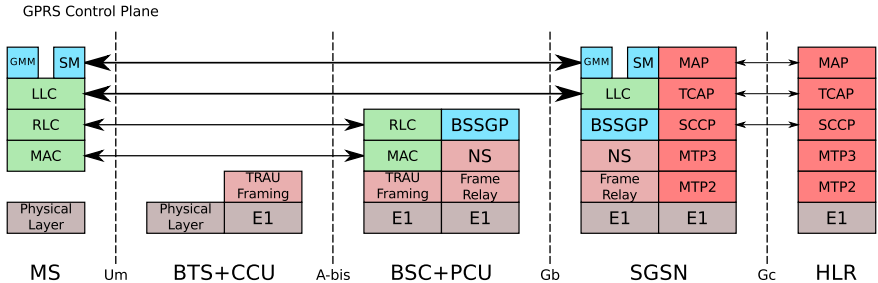 GPRS Control Plane
GMM SM GMM SM MAP MAP
LLC LLC TCAP TCAP
RLC RLC BSSGP BSSGP SCCP SCCP
MAC MAC NS NS MTP3 MTP3
TRAU Framing TRAU Framing Frame Relay Frame Relay MTP2 MTP2
Physical Layer Physical Layer E1 E1 E1 E1 E1 E1
MS Um BTS+CCU A-bis BSC+PCU Gb SGSN Gc HLR